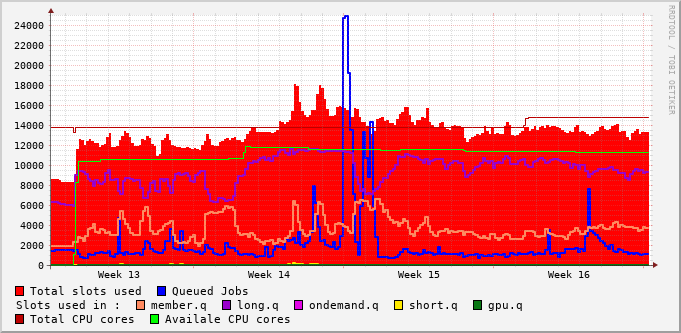 24000
22000
20000
18000
16000
14000
12000
10000
8000
6000
4000
2000
0
Week 13 Week 14 Week 15 Week 16
RRDTOOL / TOBI OETIKER
Total slots used Queued Jobs
Slots used in : member.q long.q ondemand.q short.q gpu.q
Total CPU cores Availale CPU cores